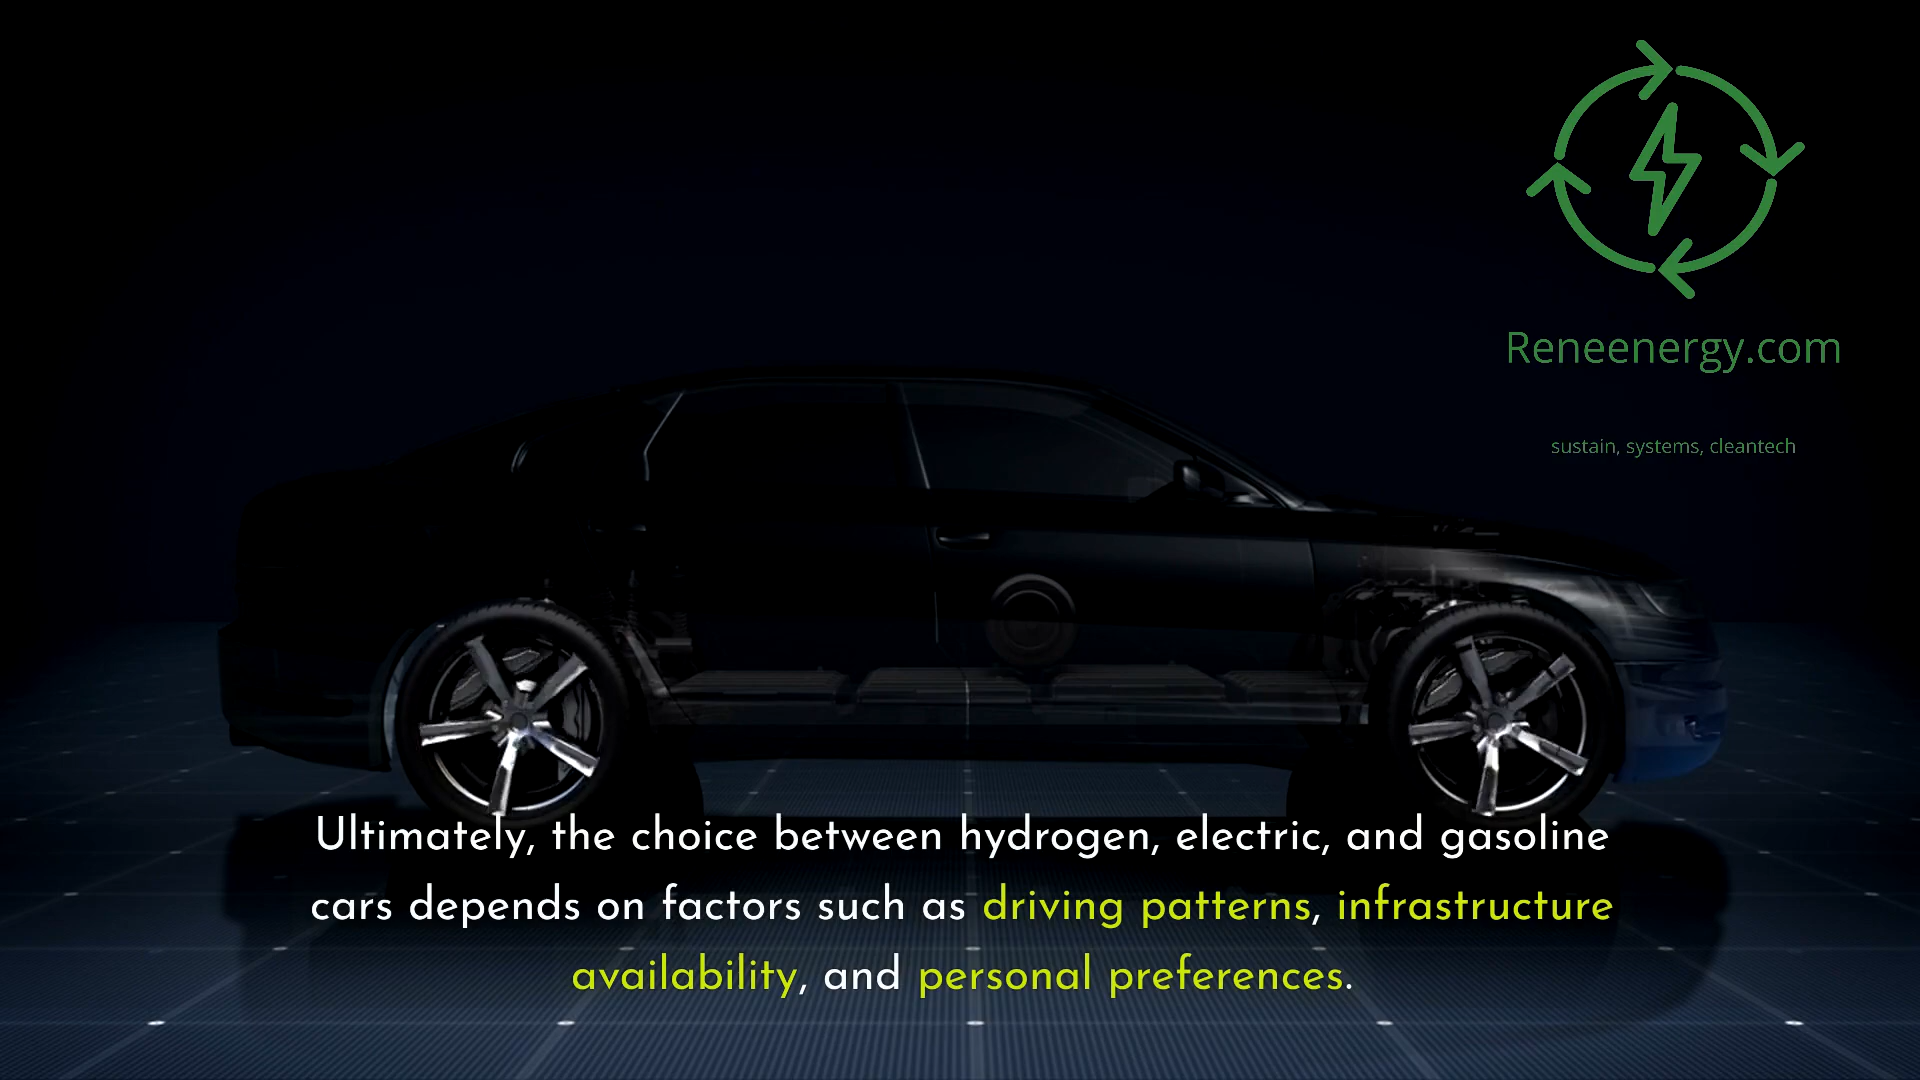 Reneenergy.com
sustain, systems, cleantech
Ultimately, the choice between hydrogen, electric, and gasoline
cars depends on factors such as driving patterns, infrastructure
availability, and personal preferences.